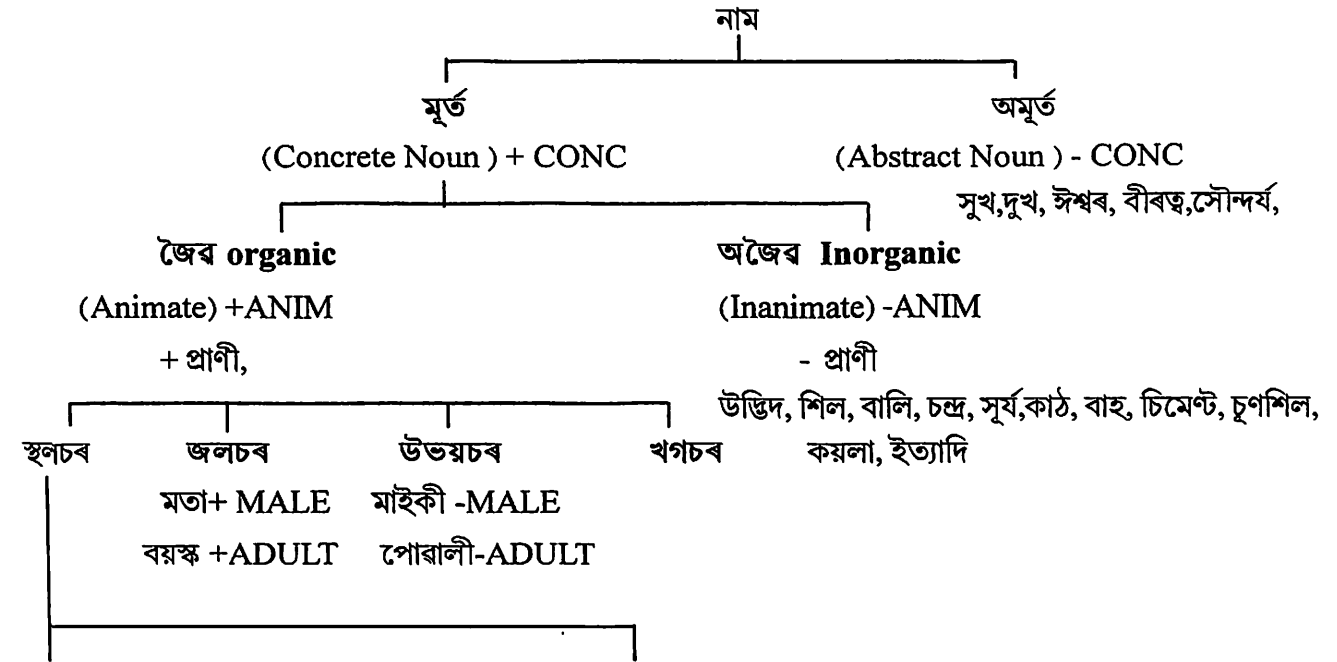 নাম
মূৰ্ত অমূৰ্ত
(Concrete Noun ) + CONC (Abstract Noun ) - CONC
সুখ,দুখ, ঈশ্বৰ, বীৰত্ব,সৌন্দৰ্য,
জৈৱ organic অজৈৱ Inorganic
(Animate) +ANIM (Inanimate) -ANIM
+ প্ৰাণী, - প্ৰাণী
উদ্ভিদ, শিল, বালি, চন্দ্ৰ, সূৰ্য,কাঠ, বাহ, চিমেণ্ট, চূণশিল,
স্থলচৰ জলচৰ উভয়চৰ খগচৰ কয়লা, ইত্যাদি
মতা+ MALE মাইকী -MALE
বয়স্ক +ADULT পোৱালী-ADULT